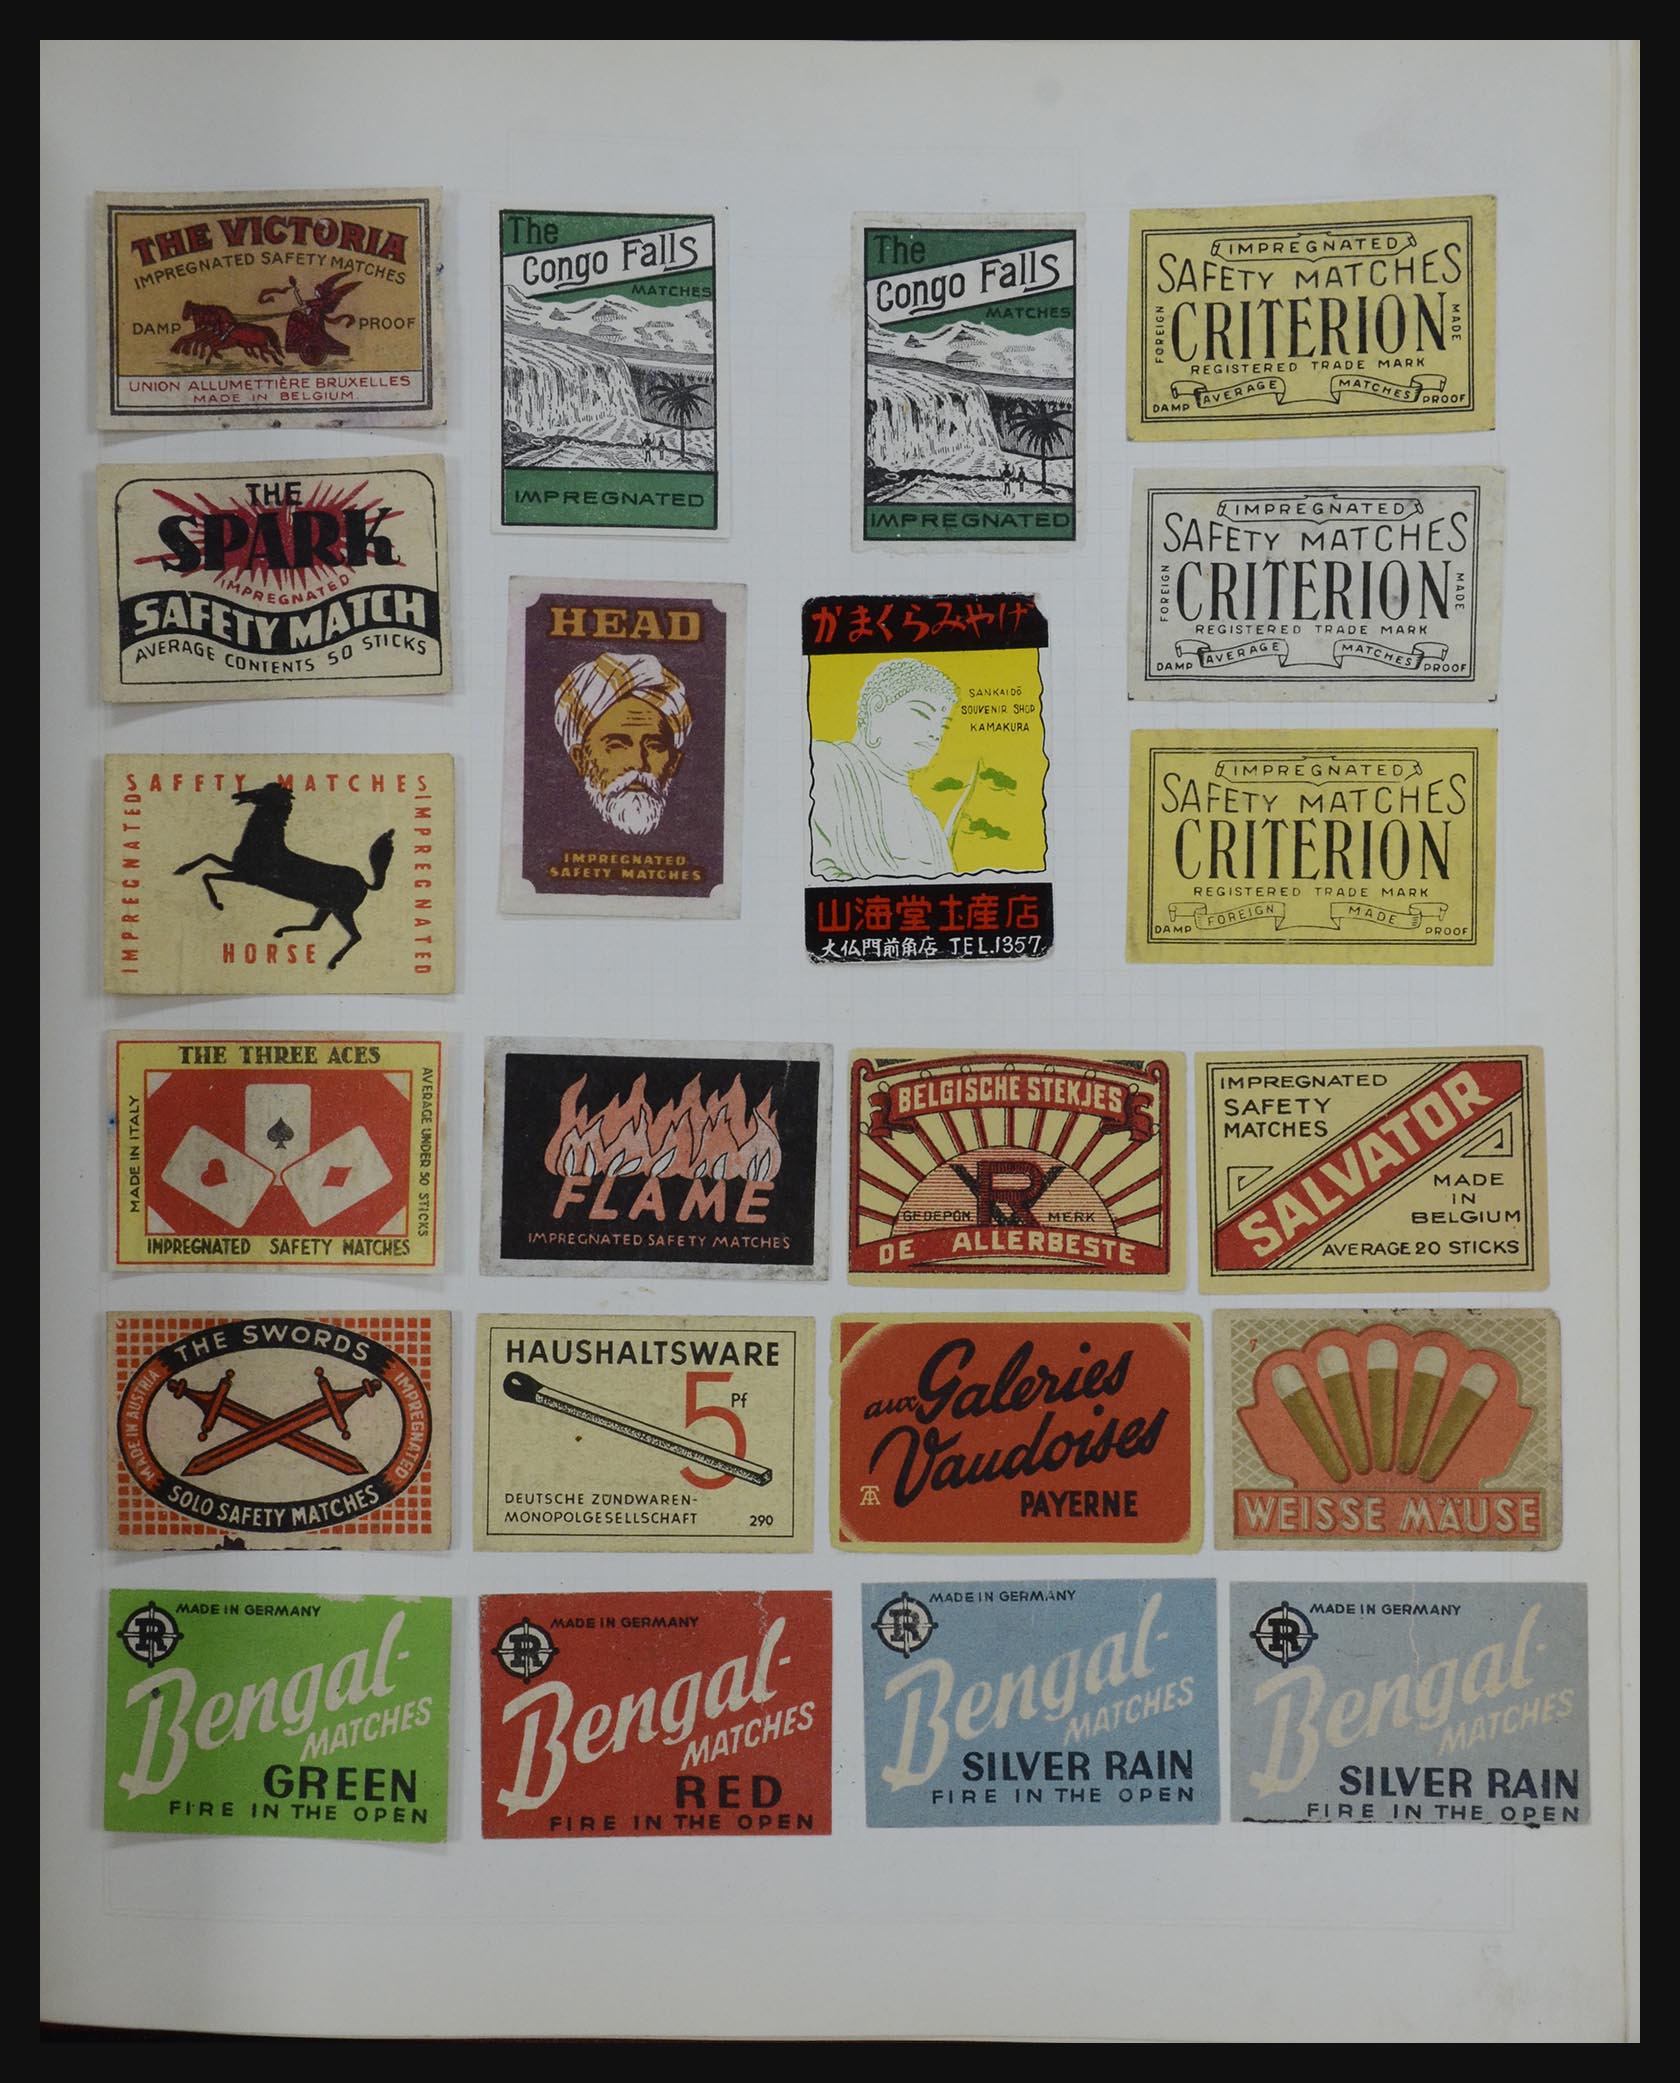 THE VICTORIA
IMPREGNATED SAFETY MATCHES
DAMP PROOF
UNION ALLUMETTIÈRE BRUXELLES
MADE IN BELGIUM
The
Congo Falls
MATCHES
IMPREGNATED
The
Congo Falls
MATCHES
IMPREGNATED
IMPREGNATED
SAFETY MATCHES
FOREIGN
CRITERION
MADE
REGISTERED TRADE MARK
DAMP AVERAGE MATCHES PROOF
THE
SPARK
IMPREGNATED
SAFETY MATCH
AVERAGE CONTENTS 50 STICKS
IMPREGNATED
SAFETY MATCHES
FOREIGN
CRITERION
MADE
REGISTERED TRADE MARK
DAMP AVERAGE MATCHES PROOF
HEAD
IMPREGNATED
SAFETY MATCHES
かまくらみやげ
SANKAIDŌ
SOUVENIR SHOP
KAMAKURA
山海堂土産店
大仏門前角店 TEL.1357
IMPREGNATED
SAFETY MATCHES
CRITERION
REGISTERED TRADE MARK
DAMP FOREIGN MADE PROOF
SAFFTY MATCHES
IMPREGNATED
IMPREGNATED
HORSE
THE THREE ACES
MADE IN ITALY
AVERAGE UNDER 50 STICKS
IMPREGNATED SAFETY MATCHES
FLAME
IMPREGNATED SAFETY MATCHES
BELGISCHE STEKJES
R
GEDEPON MERK
DE ALLERBESTE
IMPREGNATED
SAFETY
MATCHES
SALVATOR
MADE
IN
BELGIUM
AVERAGE 20 STICKS
THE SWORDS
MADE IN AUSTRIA
IMPREGNATED
SOLO SAFETY MATCHES
HAUSHALTSWARE
5 Pf
DEUTSCHE ZÜNDWAREN-
MONOPOLGESELLSCHAFT 290
aux Galeries
Vaudoises
PAYERNE
7
WEISSE MÄUSE
R MADE IN GERMANY
Bengal-
MATCHES
GREEN
FIRE IN THE OPEN
R MADE IN GERMANY
Bengal-
MATCHES
RED
FIRE IN THE OPEN
R MADE IN GERMANY
Bengal-
MATCHES
SILVER RAIN
FIRE IN THE OPEN
R MADE IN GERMANY
Bengal-
MATCHES
SILVER RAIN
FIRE IN THE OPEN